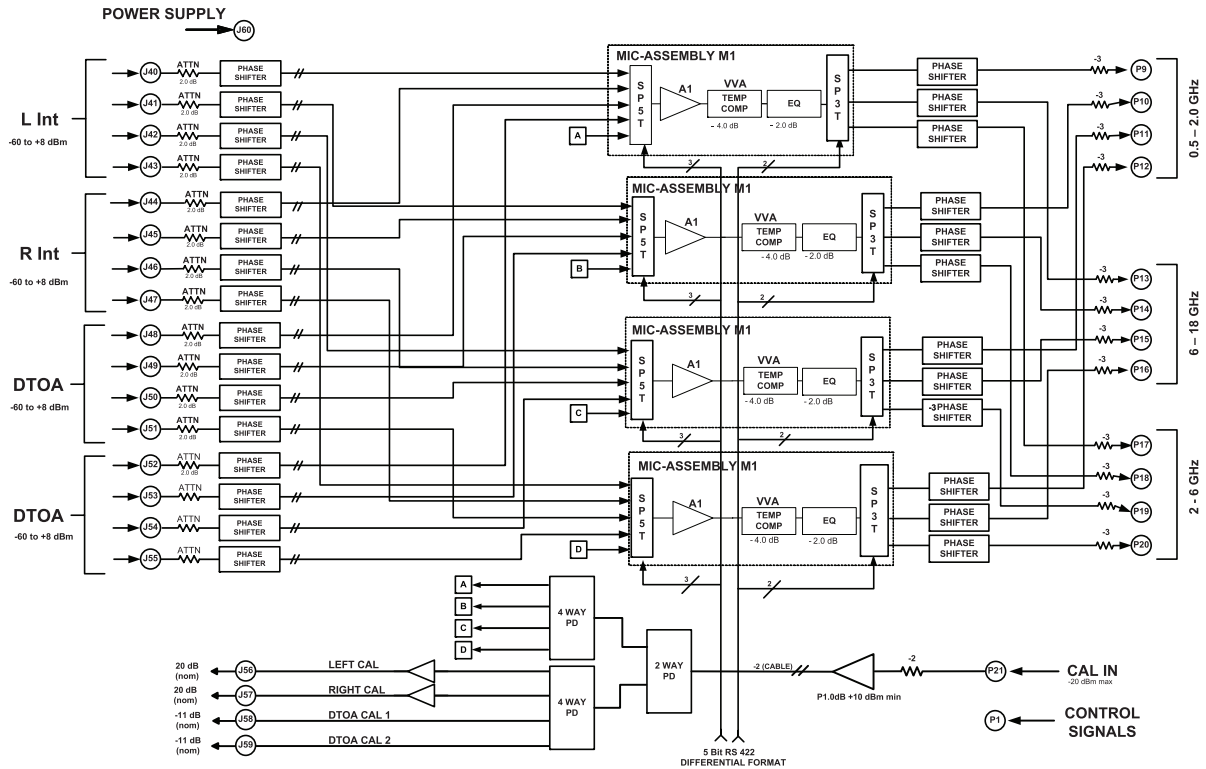 POWER SUPPLY
J60
L Int
-60 to +8 dBm
J40
ATTN
2.0 dB
PHASE SHIFTER
J41
ATTN
2.0 dB
PHASE SHIFTER
J42
ATTN
2.0 dB
PHASE SHIFTER
J43
ATTN
2.0 dB
PHASE SHIFTER
R Int
-60 to +8 dBm
J44
ATTN
2.0 dB
PHASE SHIFTER
J45
ATTN
2.0 dB
PHASE SHIFTER
J46
ATTN
2.0 dB
PHASE SHIFTER
J47
ATTN
2.0 dB
PHASE SHIFTER
DTOA
-60 to +8 dBm
J48
ATTN
2.0 dB
PHASE SHIFTER
J49
ATTN
2.0 dB
PHASE SHIFTER
J50
ATTN
2.0 dB
PHASE SHIFTER
J51
ATTN
2.0 dB
PHASE SHIFTER
DTOA
-60 to +8 dBm
J52
ATTN
2.0 dB
PHASE SHIFTER
J53
ATTN
PHASE SHIFTER
J54
ATTN
PHASE SHIFTER
J55
ATTN
PHASE SHIFTER
MIC-ASSEMBLY M1
SP5T
A1
VVA
TEMP COMP
- 4.0 dB
EQ
- 2.0 dB
SP3T
A
3
2
MIC-ASSEMBLY M1
SP5T
A1
VVA
TEMP COMP
- 4.0 dB
EQ
- 2.0 dB
SP3T
B
3
2
MIC-ASSEMBLY M1
SP5T
A1
VVA
TEMP COMP
- 4.0 dB
EQ
- 2.0 dB
SP3T
C
3
2
MIC-ASSEMBLY M1
SP5T
A1
VVA
TEMP COMP
- 4.0 dB
EQ
- 2.0 dB
SP3T
D
3
2
PHASE SHIFTER
PHASE SHIFTER
PHASE SHIFTER
PHASE SHIFTER
PHASE SHIFTER
PHASE SHIFTER
PHASE SHIFTER
PHASE SHIFTER
-3PHASE SHIFTER
PHASE SHIFTER
PHASE SHIFTER
PHASE SHIFTER
-3
P9
-3
P10
-3
P11
-3
P12
0.5 – 2.0 GHz
-3
P13
-3
P14
-3
P15
-3
P16
6 – 18 GHz
-3
P17
-3
P18
-3
P19
-3
P20
2 - 6 GHz
A
B
C
D
4 WAY PD
20 dB (nom)
J56
LEFT CAL
20 dB (nom)
J57
RIGHT CAL
-11 dB (nom)
J58
DTOA CAL 1
-11 dB (nom)
J59
DTOA CAL 2
4 WAY PD
2 WAY PD
-2 (CABLE)
P1.0dB +10 dBm min
-2
P21
CAL IN
-20 dBm max
P1
CONTROL SIGNALS
5 Bit RS 422
DIFFERENTIAL FORMAT